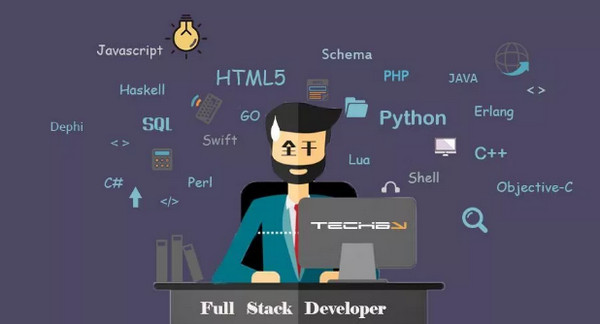 Javascript
Schema
HTML5
PHP
JAVA
Haskell
< >
GO
Python
Erlang
Dephi
SQL
Swift
全干
< >
Lua
C++
C#
Perl
Shell
Objective-C
</>
TECHBY
Full Stack Developer